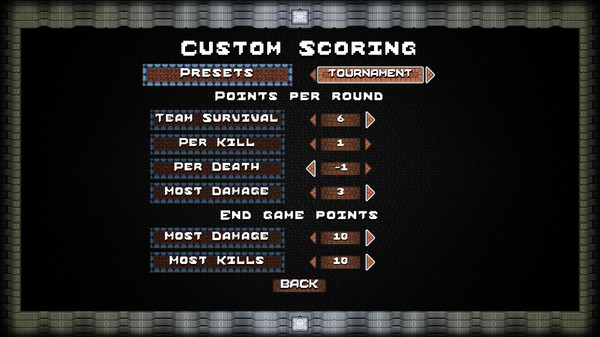 Custom Scoring
Presets TOURNAMENT
Points per round
Team Survival 6
Per Kill 1
Per Death -1
Most Damage 3
End game points
Most Damage 10
Most Kills 10
BACK